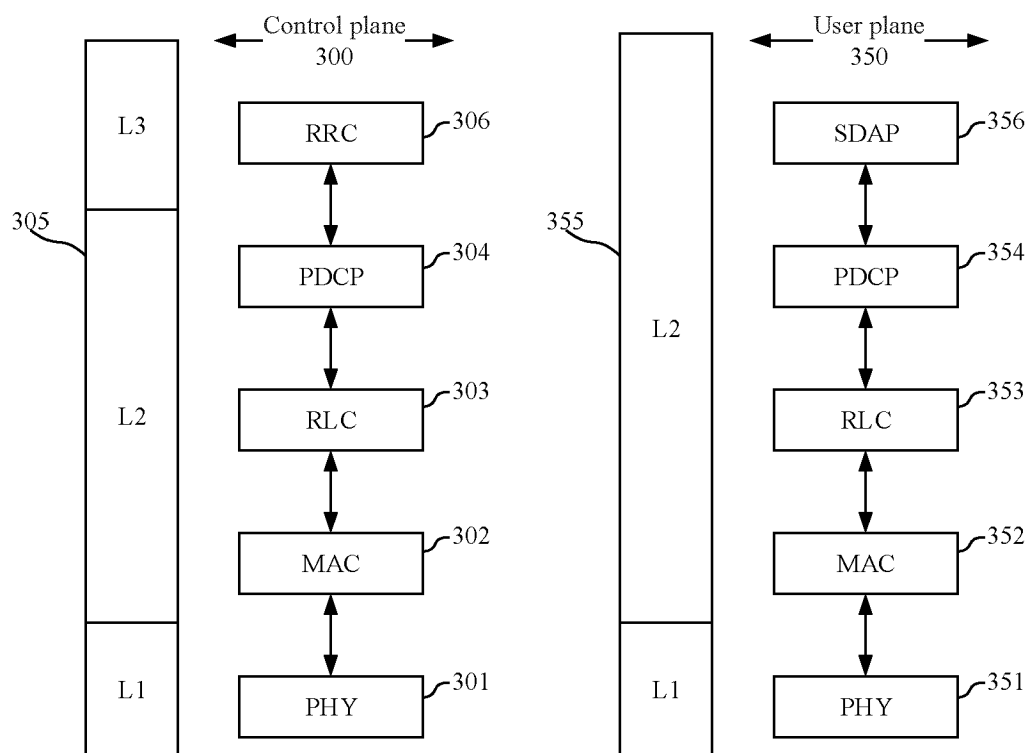 Control plane
300
User plane
350
L3
RRC
306
SDAP
356
305
PDCP
304
355
PDCP
354
L2
L2
RLC
303
RLC
353
MAC
302
MAC
352
L1
PHY
301
L1
PHY
351